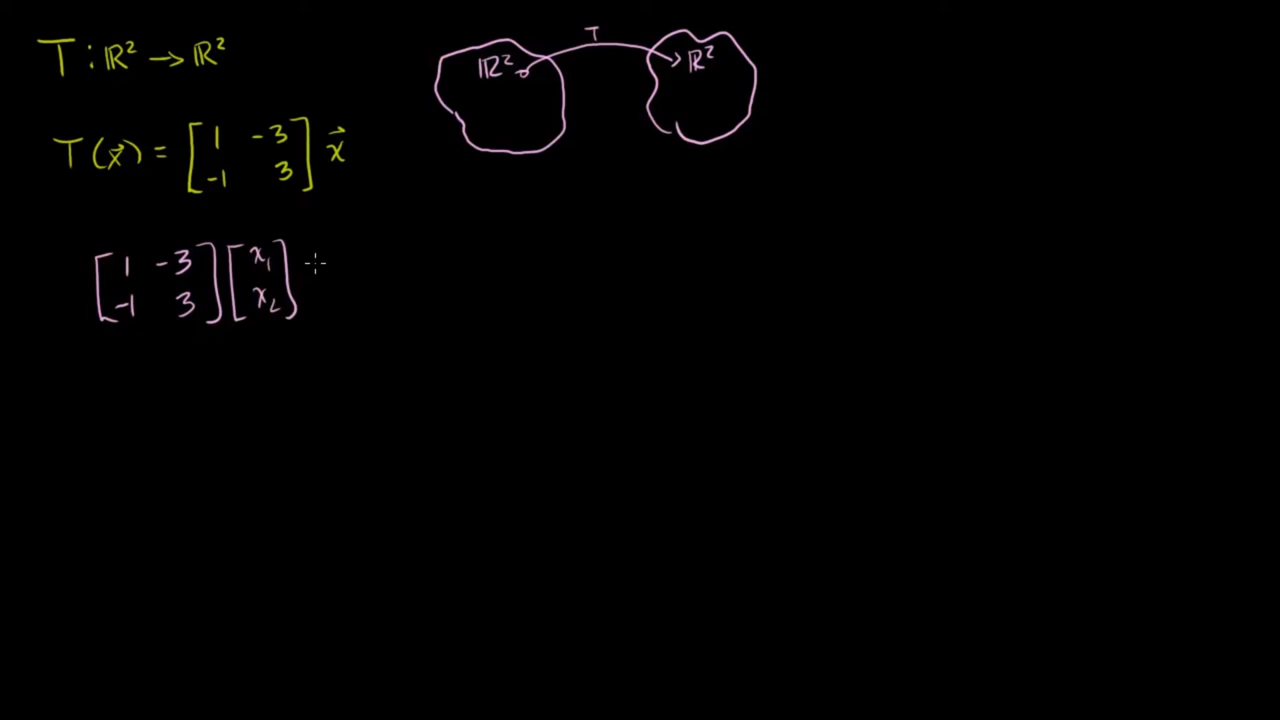 T : ℝ² → ℝ²
T
ℝ² ℝ²
T(x⃗) = [1 -3; -1 3] x⃗
[1 -3; -1 3] [x₁; x₂]